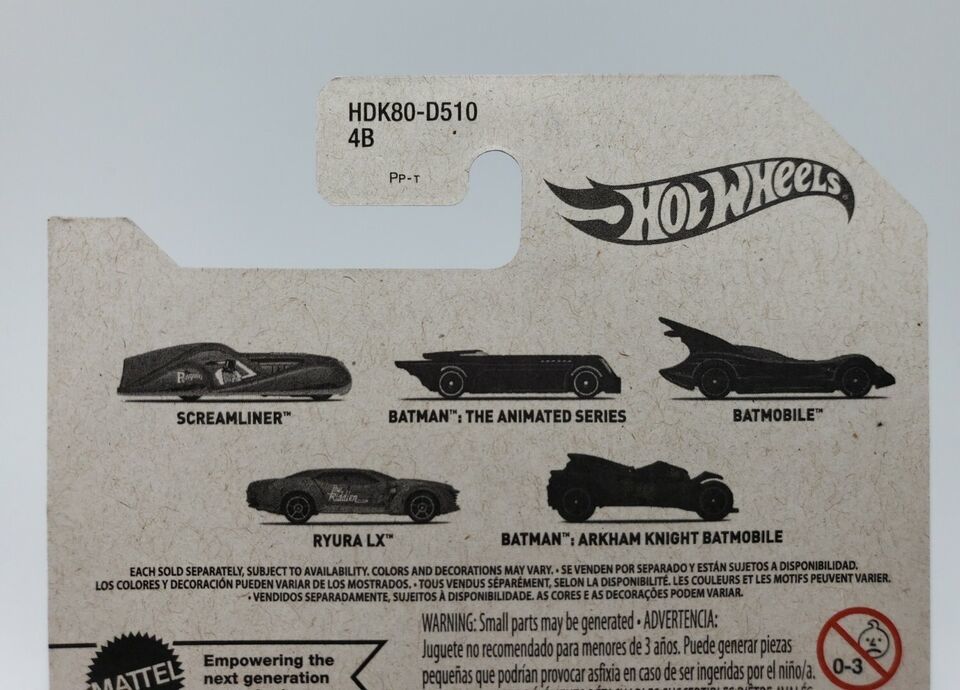 HDK80-D510
4B
PP-T
HOT WHEELS
SCREAMLINER™
BATMAN™: THE ANIMATED SERIES
BATMOBILE™
The Riddler
RYURA LX™
BATMAN™: ARKHAM KNIGHT BATMOBILE
EACH SOLD SEPARATELY, SUBJECT TO AVAILABILITY. COLORS AND DECORATIONS MAY VARY. • SE VENDEN POR SEPARADO Y ESTÁN SUJETOS A DISPONIBILIDAD.
LOS COLORES Y DECORACIÓN PUEDEN VARIAR DE LOS MOSTRADOS. • TOUS VENDUS SÉPARÉMENT, SELON LA DISPONIBILITÉ. LES COULEURS ET LES MOTIFS PEUVENT VARIER.
• VENDIDOS SEPARADAMENTE, SUJEITOS À DISPONIBILIDADE. AS CORES E AS DECORAÇÕES PODEM VARIAR.
WARNING: Small parts may be generated • ADVERTENCIA:
Juguete no recomendado para menores de 3 años. Puede generar piezas
pequeñas que podrían provocar asfixia en caso de ser ingeridas por el niño/a.
0-3
MATTEL
Empowering the
next generation